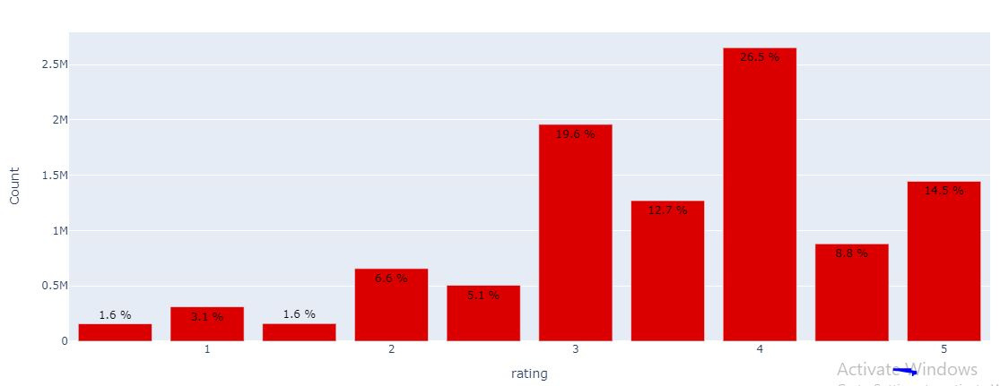 2.5M
26.5 %
2M
19.6 %
1.5M
14.5 %
Count
12.7 %
1M
8.8 %
0.5M
6.6 %
5.1 %
1.6 %
3.1 %
1.6 %
0
1 2 3 4 5
rating
Activate Windows